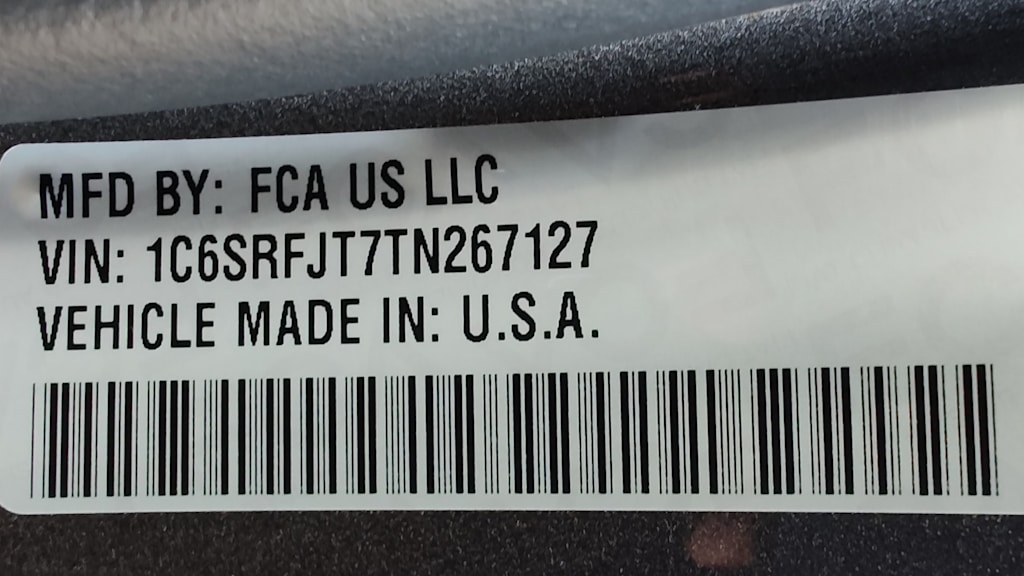 MFD BY: FCA US LLC
VIN: 1C6SRFJT7TN267127
VEHICLE MADE IN: U.S.A.